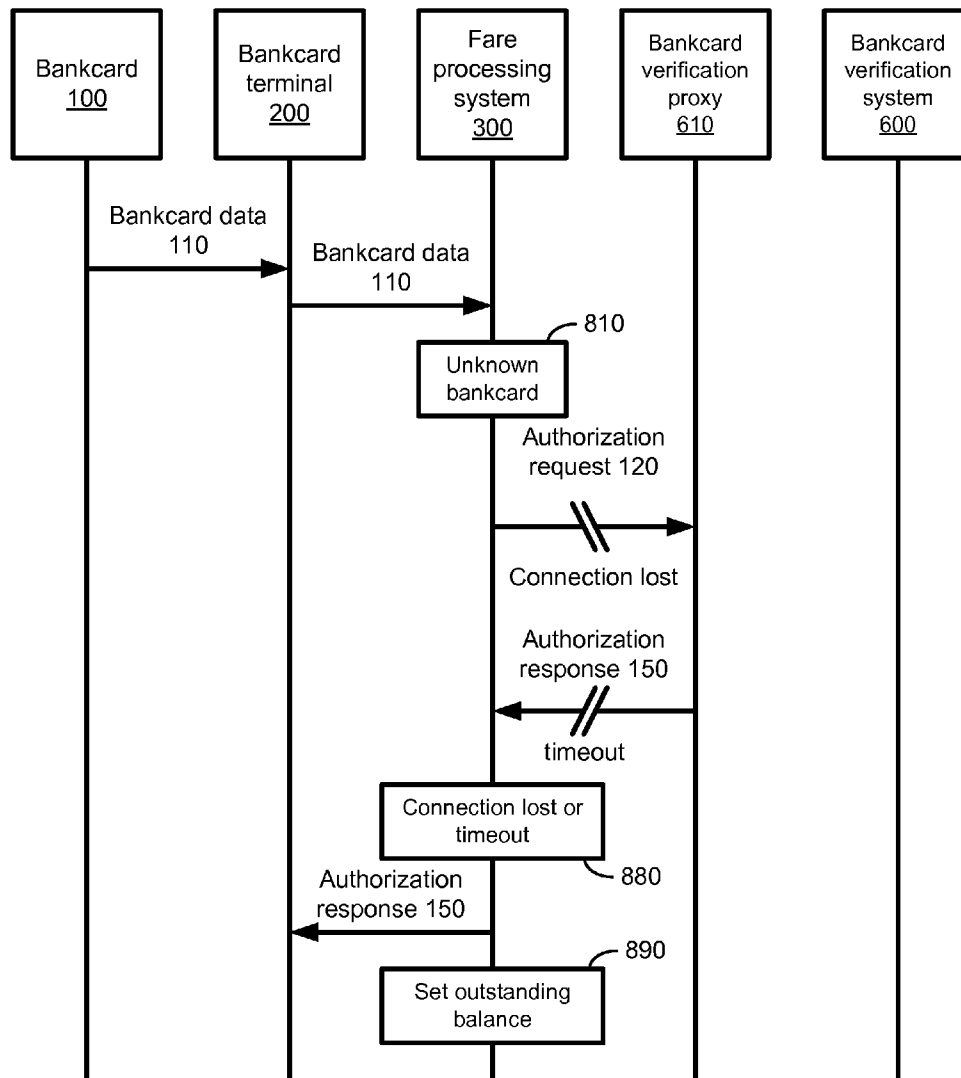 Bankcard
100
Bankcard
terminal
200
Fare
processing
system
300
Bankcard
verification
proxy
610
Bankcard
verification
system
600
Bankcard data
110
Bankcard data
110
810
Unknown
bankcard
Authorization
request 120
Connection lost
Authorization
response 150
timeout
Connection lost or
timeout
880
Authorization
response 150
890
Set outstanding
balance